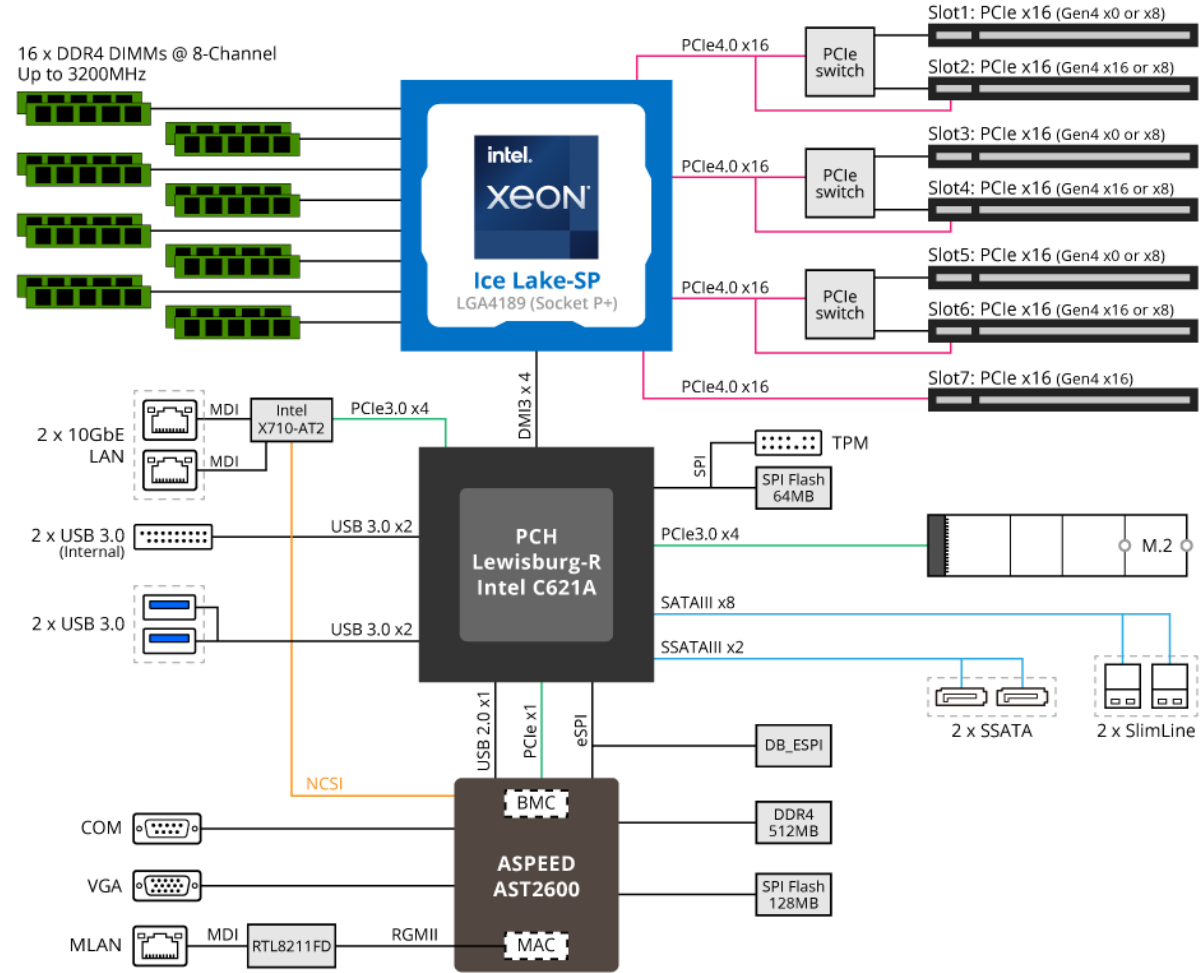 16 x DDR4 DIMMs @ 8-Channel
Up to 3200MHz
intel.
xeon
Ice Lake-SP
LGA4189 (Socket P+)
PCIe4.0 x16
PCIe
switch
Slot1: PCIe x16 (Gen4 x0 or x8)
Slot2: PCIe x16 (Gen4 x16 or x8)
PCIe4.0 x16
PCIe
switch
Slot3: PCIe x16 (Gen4 x0 or x8)
Slot4: PCIe x16 (Gen4 x16 or x8)
PCIe4.0 x16
PCIe
switch
Slot5: PCIe x16 (Gen4 x0 or x8)
Slot6: PCIe x16 (Gen4 x16 or x8)
PCIe4.0 x16
Slot7: PCIe x16 (Gen4 x16)
DMI3 x 4
2 x 10GbE
LAN
MDI
MDI
Intel
X710-AT2
PCIe3.0 x4
2 x USB 3.0
(Internal)
USB 3.0 x2
2 x USB 3.0
USB 3.0 x2
PCH
Lewisburg-R
Intel C621A
SPI
TPM
SPI Flash
64MB
PCIe3.0 x4
M.2
SATAIII x8
SSATAIII x2
2 x SSATA
2 x SlimLine
USB 2.0 x1
PCIe x1
eSPI
DB_ESPI
NCSI
BMC
ASPEED
AST2600
MAC
DDR4
512MB
SPI Flash
128MB
COM
VGA
MLAN
MDI
RTL8211FD
RGMII